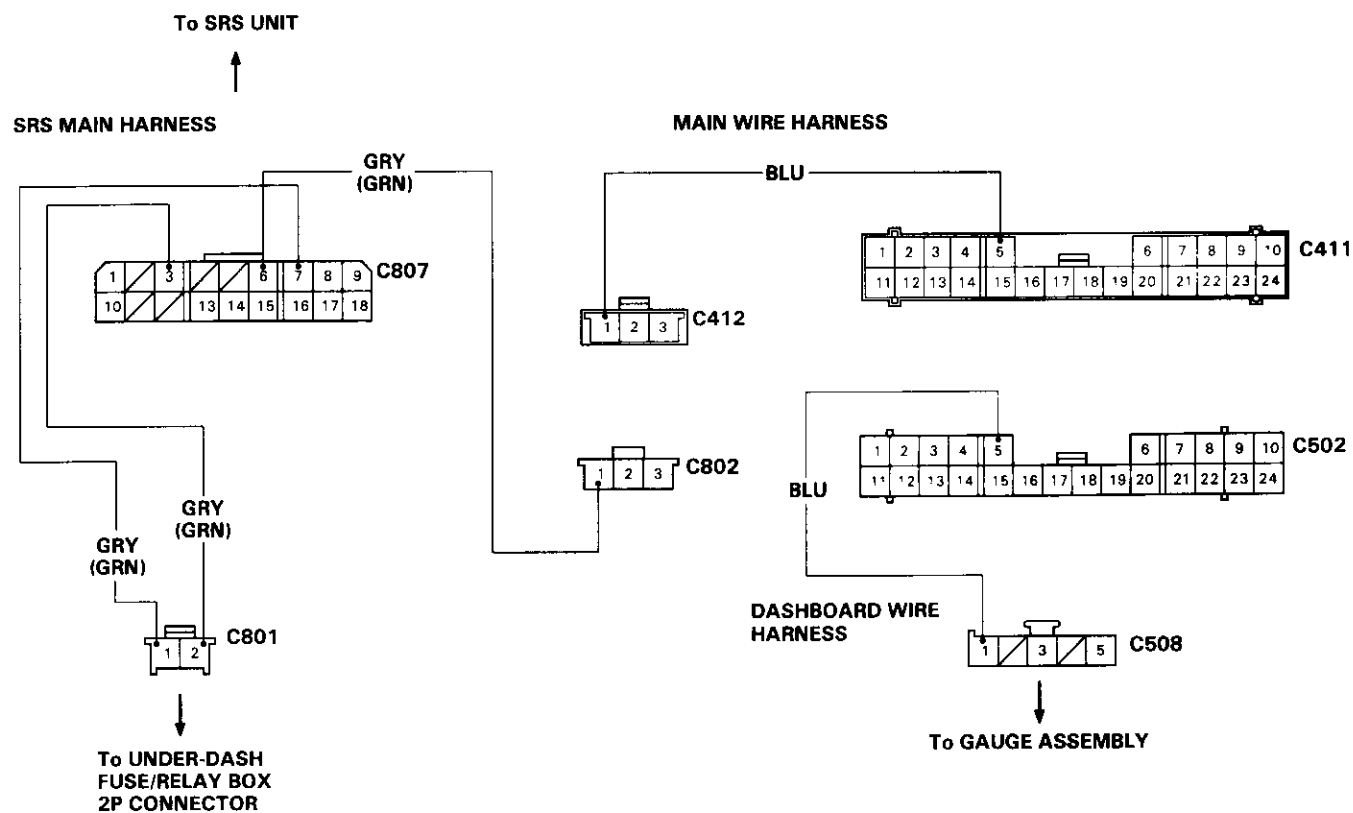 To SRS UNIT
SRS MAIN HARNESS
MAIN WIRE HARNESS
GRY
(GRN)
BLU
1 3 6 7 8 9
C807
10 13 14 15 16 17 18
1 2 3 4 5 6 7 8 9 10
C411
11 12 13 14 15 16 17 18 19 20 21 22 23 24
1 2 3
C412
1 2 3 4 5 6 7 8 9 10
C502
11 12 13 14 15 16 17 18 19 20 21 22 23 24
1 2 3
C802
BLU
GRY
(GRN)
GRY
(GRN)
DASHBOARD WIRE
HARNESS
1 2
C801
1 3 5
C508
To UNDER-DASH
FUSE/RELAY BOX
2P CONNECTOR
To GAUGE ASSEMBLY